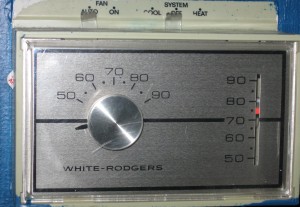 FAN SYSTEM
AUTO ON COOL OFF HEAT
50 60 70 80 90
90
80
70
60
50
WHITE-RODGERS